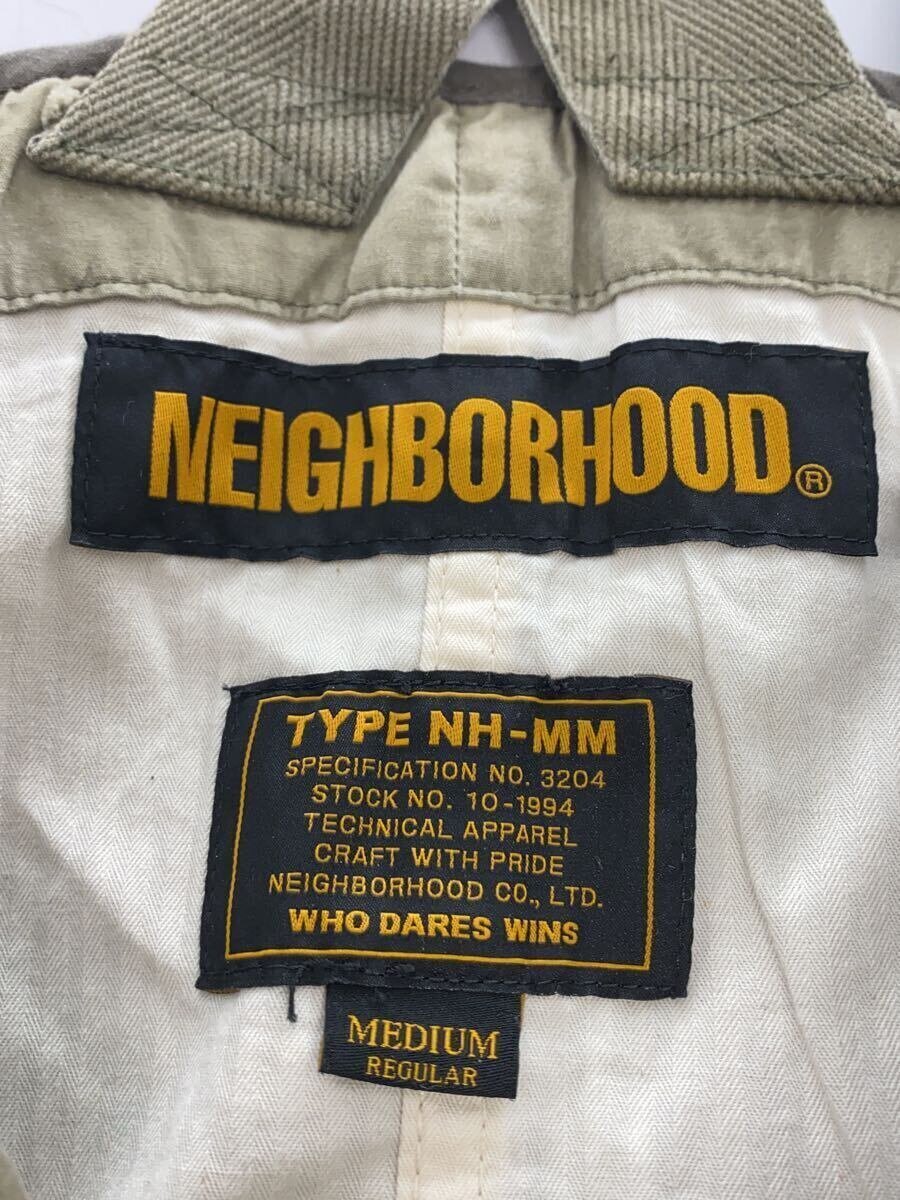 NEIGHBORHOOD®
TYPE NH-MM
SPECIFICATION NO. 3204
STOCK NO. 10-1994
TECHNICAL APPAREL
CRAFT WITH PRIDE
NEIGHBORHOOD CO., LTD.
WHO DARES WINS
MEDIUM
REGULAR